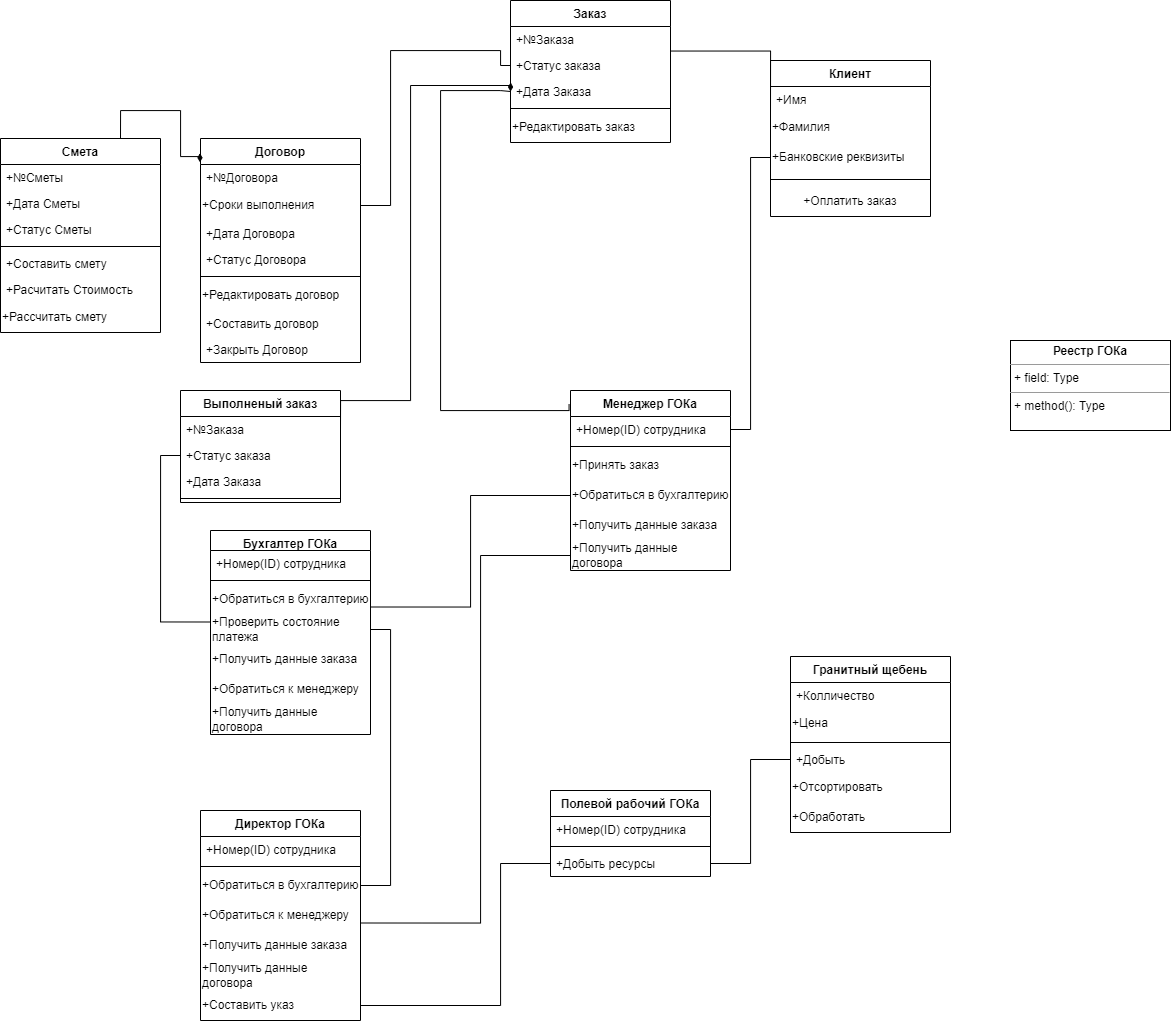 Заказ
+№Заказа
+Статус заказа
+Дата Заказа
+Редактировать заказ
Клиент
+Имя
+Фамилия
+Банковские реквизиты
+Оплатить заказ
Смета
+№Сметы
+Дата Сметы
+Статус Сметы
+Составить смету
+Расчитать Стоимость
+Рассчитать смету
Договор
+№Договора
+Сроки выполнения
+Дата Договора
+Статус Договора
+Редактировать договор
+Составить договор
+Закрыть Договор
Реестр ГОКа
+ field: Type
+ method(): Type
Выполненый заказ
+№Заказа
+Статус заказа
+Дата Заказа
Менеджер ГОКа
+Номер(ID) сотрудника
+Принять заказ
+Обратиться в бухгалтерию
+Получить данные заказа
+Получить данные
договора
Бухгалтер ГОКа
+Номер(ID) сотрудника
+Обратиться в бухгалтерию
+Проверить состояние
платежа
+Получить данные заказа
+Обратиться к менеджеру
+Получить данные
договора
Гранитный щебень
+Колличество
+Цена
+Добыть
+Отсортировать
+Обработать
Полевой рабочий ГОКа
+Номер(ID) сотрудника
+Добыть ресурсы
Директор ГОКа
+Номер(ID) сотрудника
+Обратиться в бухгалтерию
+Обратиться к менеджеру
+Получить данные заказа
+Получить данные
договора
+Составить указ